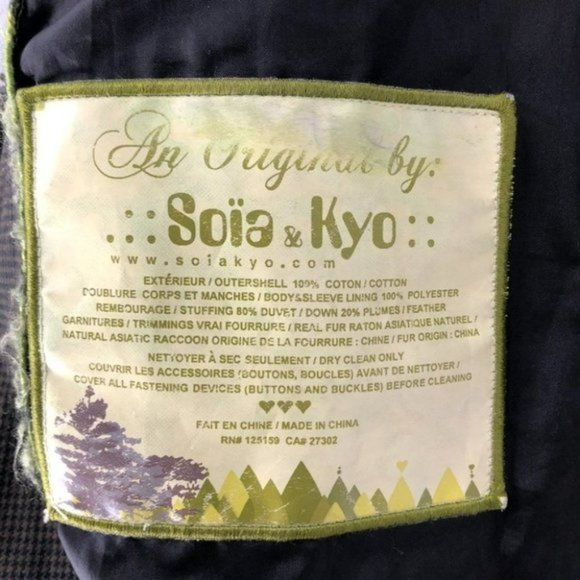 An Original by:
.:: Soïa & Kyo ::
www.soiakyo.com
EXTÉRIEUR / OUTERSHELL 100% COTON / COTTON
DOUBLURE CORPS ET MANCHES / BODY&SLEEVE LINING 100% POLYESTER
REMBOURAGE / STUFFING 80% DUVET / DOWN 20% PLUMES / FEATHER
GARNITURES / TRIMMINGS VRAI FOURRURE / REAL FUR RATON ASIATIQUE NATUREL /
NATURAL ASIATIC RACCOON ORIGINE DE LA FOURRURE : CHINE / FUR ORIGIN : CHINA
NETTOYER À SEC SEULEMENT / DRY CLEAN ONLY
COUVRIR LES ACCESSOIRES (BOUTONS, BOUCLES) AVANT DE NETTOYER /
COVER ALL FASTENING DEVICES (BUTTONS AND BUCKLES) BEFORE CLEANING
FAIT EN CHINE / MADE IN CHINA
RN# 125159 CA# 27302